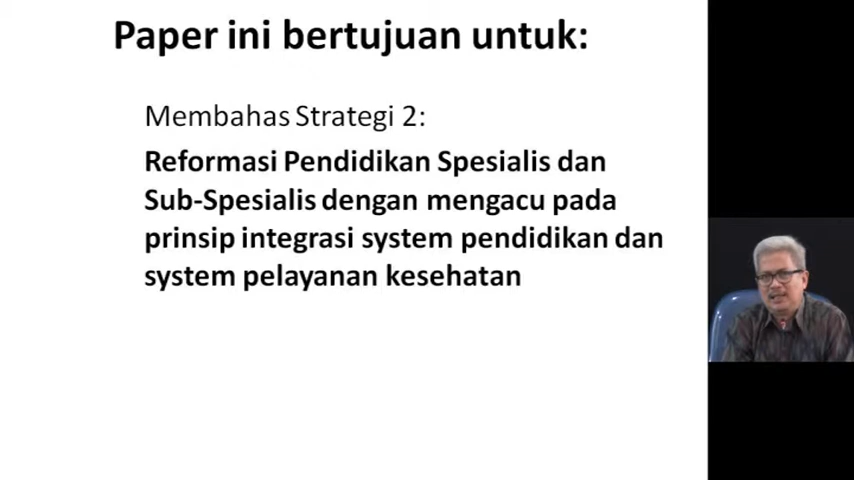 Paper ini bertujuan untuk:
Membahas Strategi 2:
Reformasi Pendidikan Spesialis dan
Sub-Spesialis dengan mengacu pada
prinsip integrasi system pendidikan dan
system pelayanan kesehatan